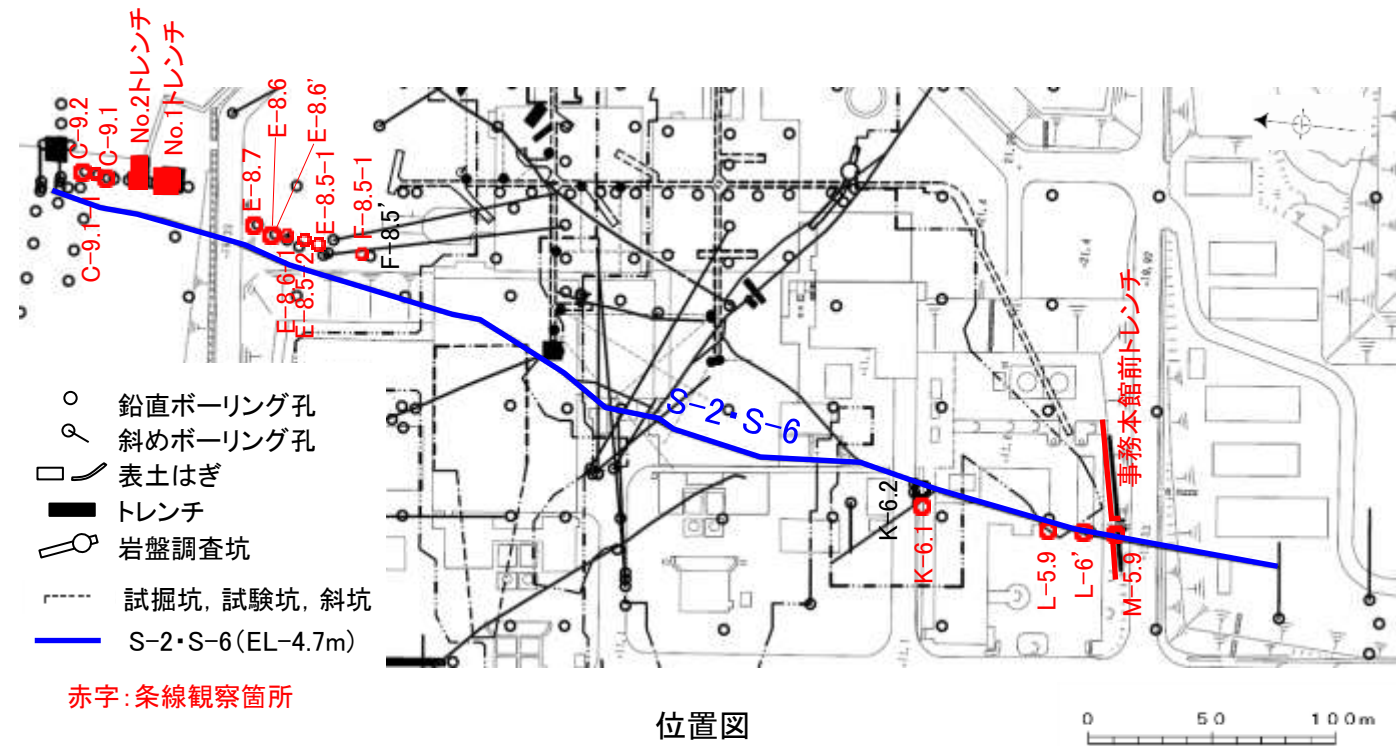 C-9.2
C-9.1
No.2トレンチ
No.1トレンチ
C-9.1-1
E-8.7
E-8.6
E-8.6'
E-8.5-1
F-8.5-1
F-8.5'
E-8.6-1
E-8.5-2
S-2・S-6
K-6.2
K-6.1
L-5.9
L-6'
M-5.9
事務本館前トレンチ
-21.4
鉛直ボーリング孔
斜めボーリング孔
表土はぎ
トレンチ
岩盤調査坑
試掘坑, 試験坑, 斜坑
S-2・S-6(EL-4.7m)
赤字:条線観察箇所
位置図
0 50 100m